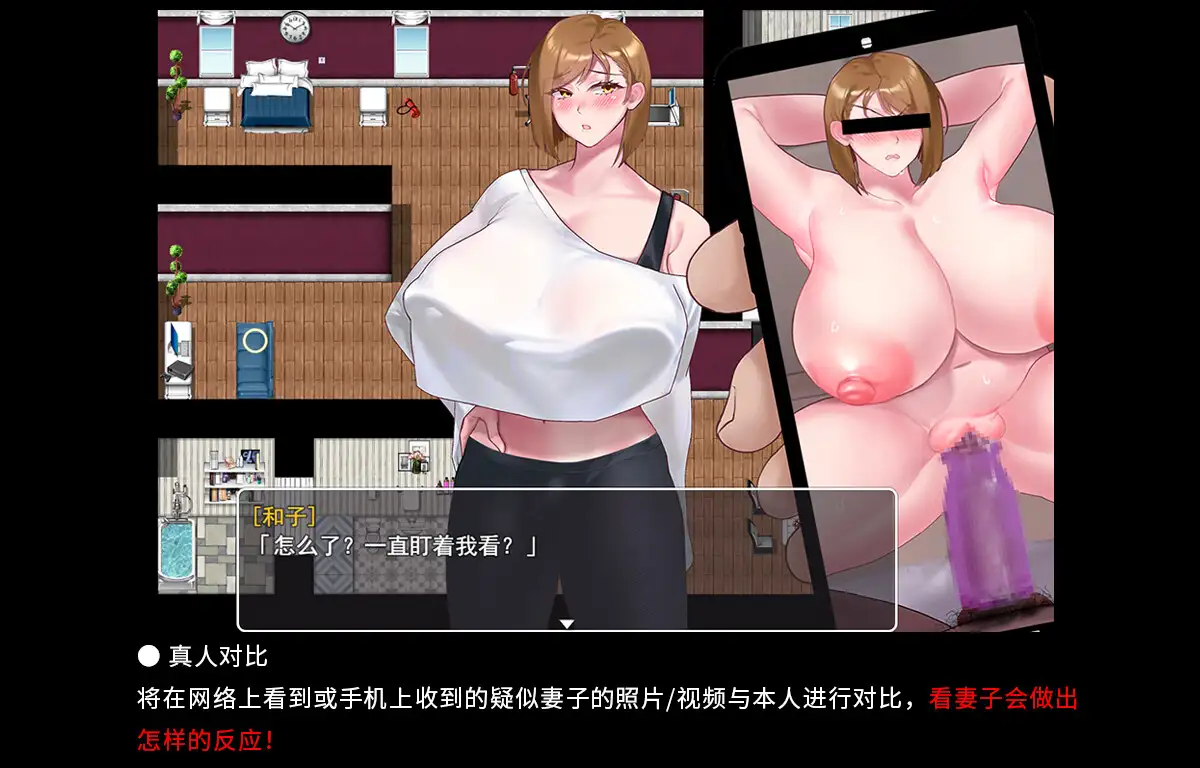 [和子]
「怎么了？一直盯着我看？」
● 真人对比
将在网络上看到或手机上收到的疑似妻子的照片/视频与本人进行对比，看妻子会做出
怎样的反应！